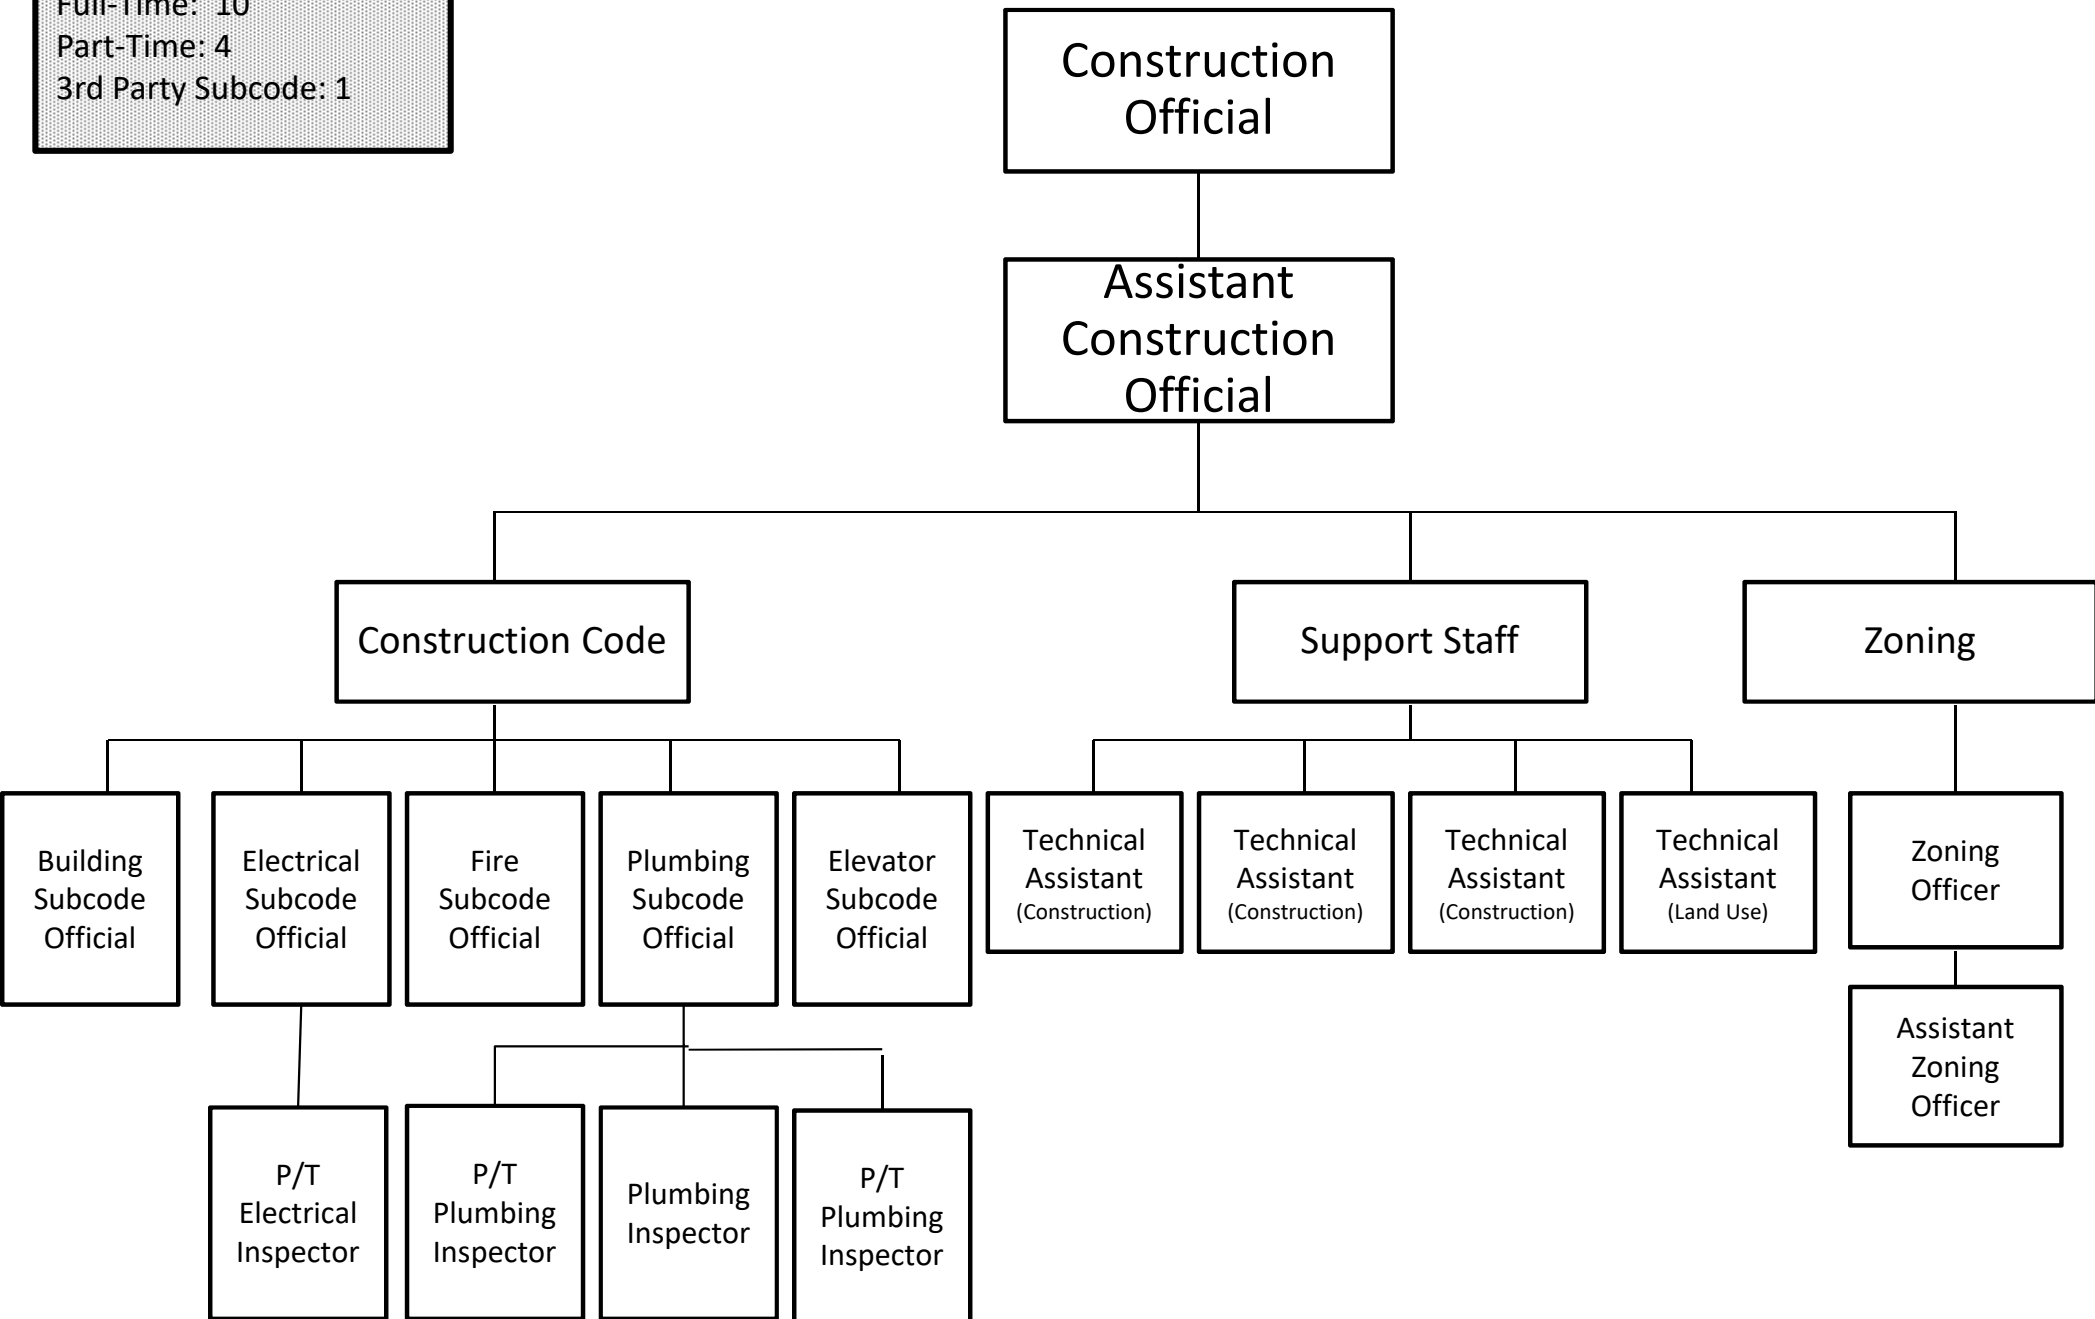 Full-Time: 10
Part-Time: 4
3rd Party Subcode: 1
Construction
Official
Assistant
Construction
Official
Construction Code
Support Staff
Zoning
Building
Subcode
Official
Electrical
Subcode
Official
Fire
Subcode
Official
Plumbing
Subcode
Official
Elevator
Subcode
Official
Technical
Assistant
(Construction)
Technical
Assistant
(Construction)
Technical
Assistant
(Construction)
Technical
Assistant
(Land Use)
Zoning
Officer
Assistant
Zoning
Officer
P/T
Electrical
Inspector
P/T
Plumbing
Inspector
Plumbing
Inspector
P/T
Plumbing
Inspector